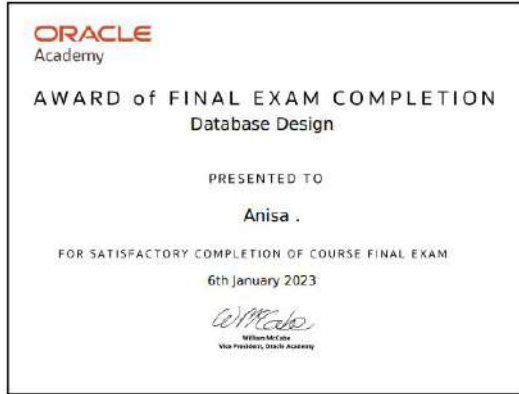 ORACLE
Academy
AWARD of FINAL EXAM COMPLETION
Database Design
PRESENTED TO
Anisa .
FOR SATISFACTORY COMPLETION OF COURSE FINAL EXAM
6th January 2023
WMcCabe
William McCabe
Vice President, Oracle Academy